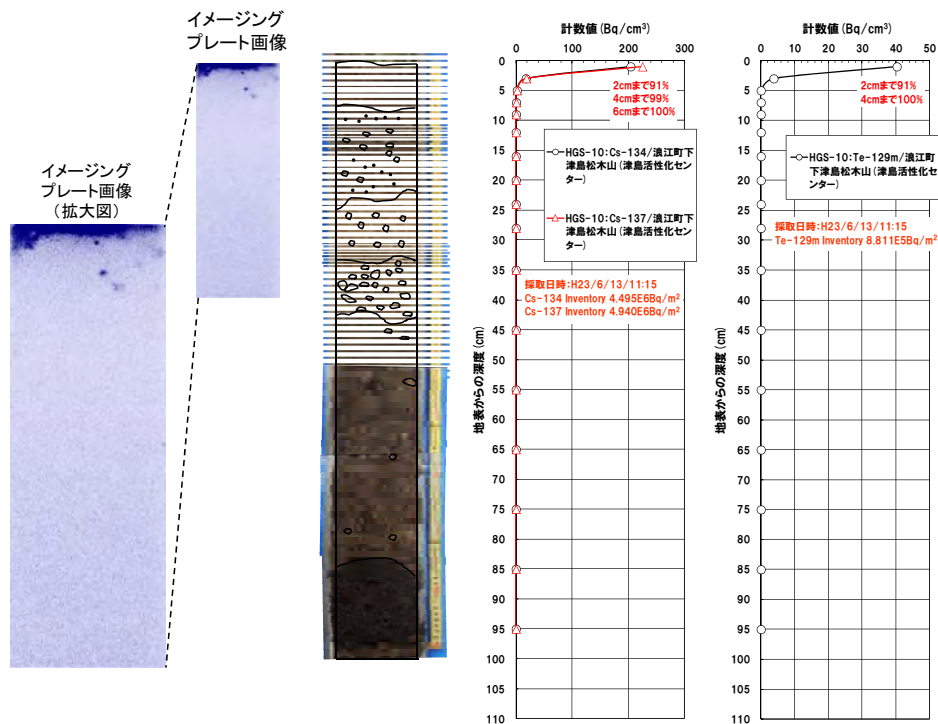 イメージング
プレート画像
イメージング
プレート画像
（拡大図）
計数値(Bq/cm³)
0 100 200 300
0
5
10
15
20
25
30
35
40
45
50
55
60
65
70
75
80
85
90
95
100
105
110
地表からの深度(cm)
2cmまで91%
4cmまで99%
6cmまで100%
HGS-10:Cs-134/浪江町下
津島松木山(津島活性化セン
ター)
HGS-10:Cs-137/浪江町下
津島松木山(津島活性化セン
ター)
採取日時:H23/6/13/11:15
Cs-134 Inventory 4.495E6Bq/m²
Cs-137 Inventory 4.940E6Bq/m²
計数値(Bq/cm³)
0 10 20 30 40 50
0
5
10
15
20
25
30
35
40
45
50
55
60
65
70
75
80
85
90
95
100
105
110
地表からの深度(cm)
2cmまで91%
4cmまで100%
HGS-10:Te-129m/浪江町
下津島松木山(津島活性化セ
ンター)
採取日時:H23/6/13/11:15
Te-129m Inventory 8.811E5Bq/m²